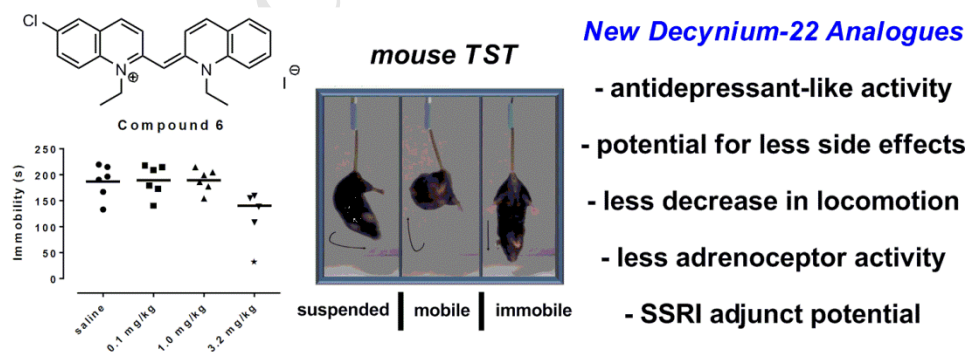 Cl
N
⊕
N
I
⊖
Compound 6
Immobility (s)
250
200
150
100
50
0
saline
0.1 mg/kg
1.0 mg/kg
3.2 mg/kg
mouse TST
suspended
mobile
immobile
New Decynium-22 Analogues
- antidepressant-like activity
- potential for less side effects
- less decrease in locomotion
- less adrenoceptor activity
- SSRI adjunct potential